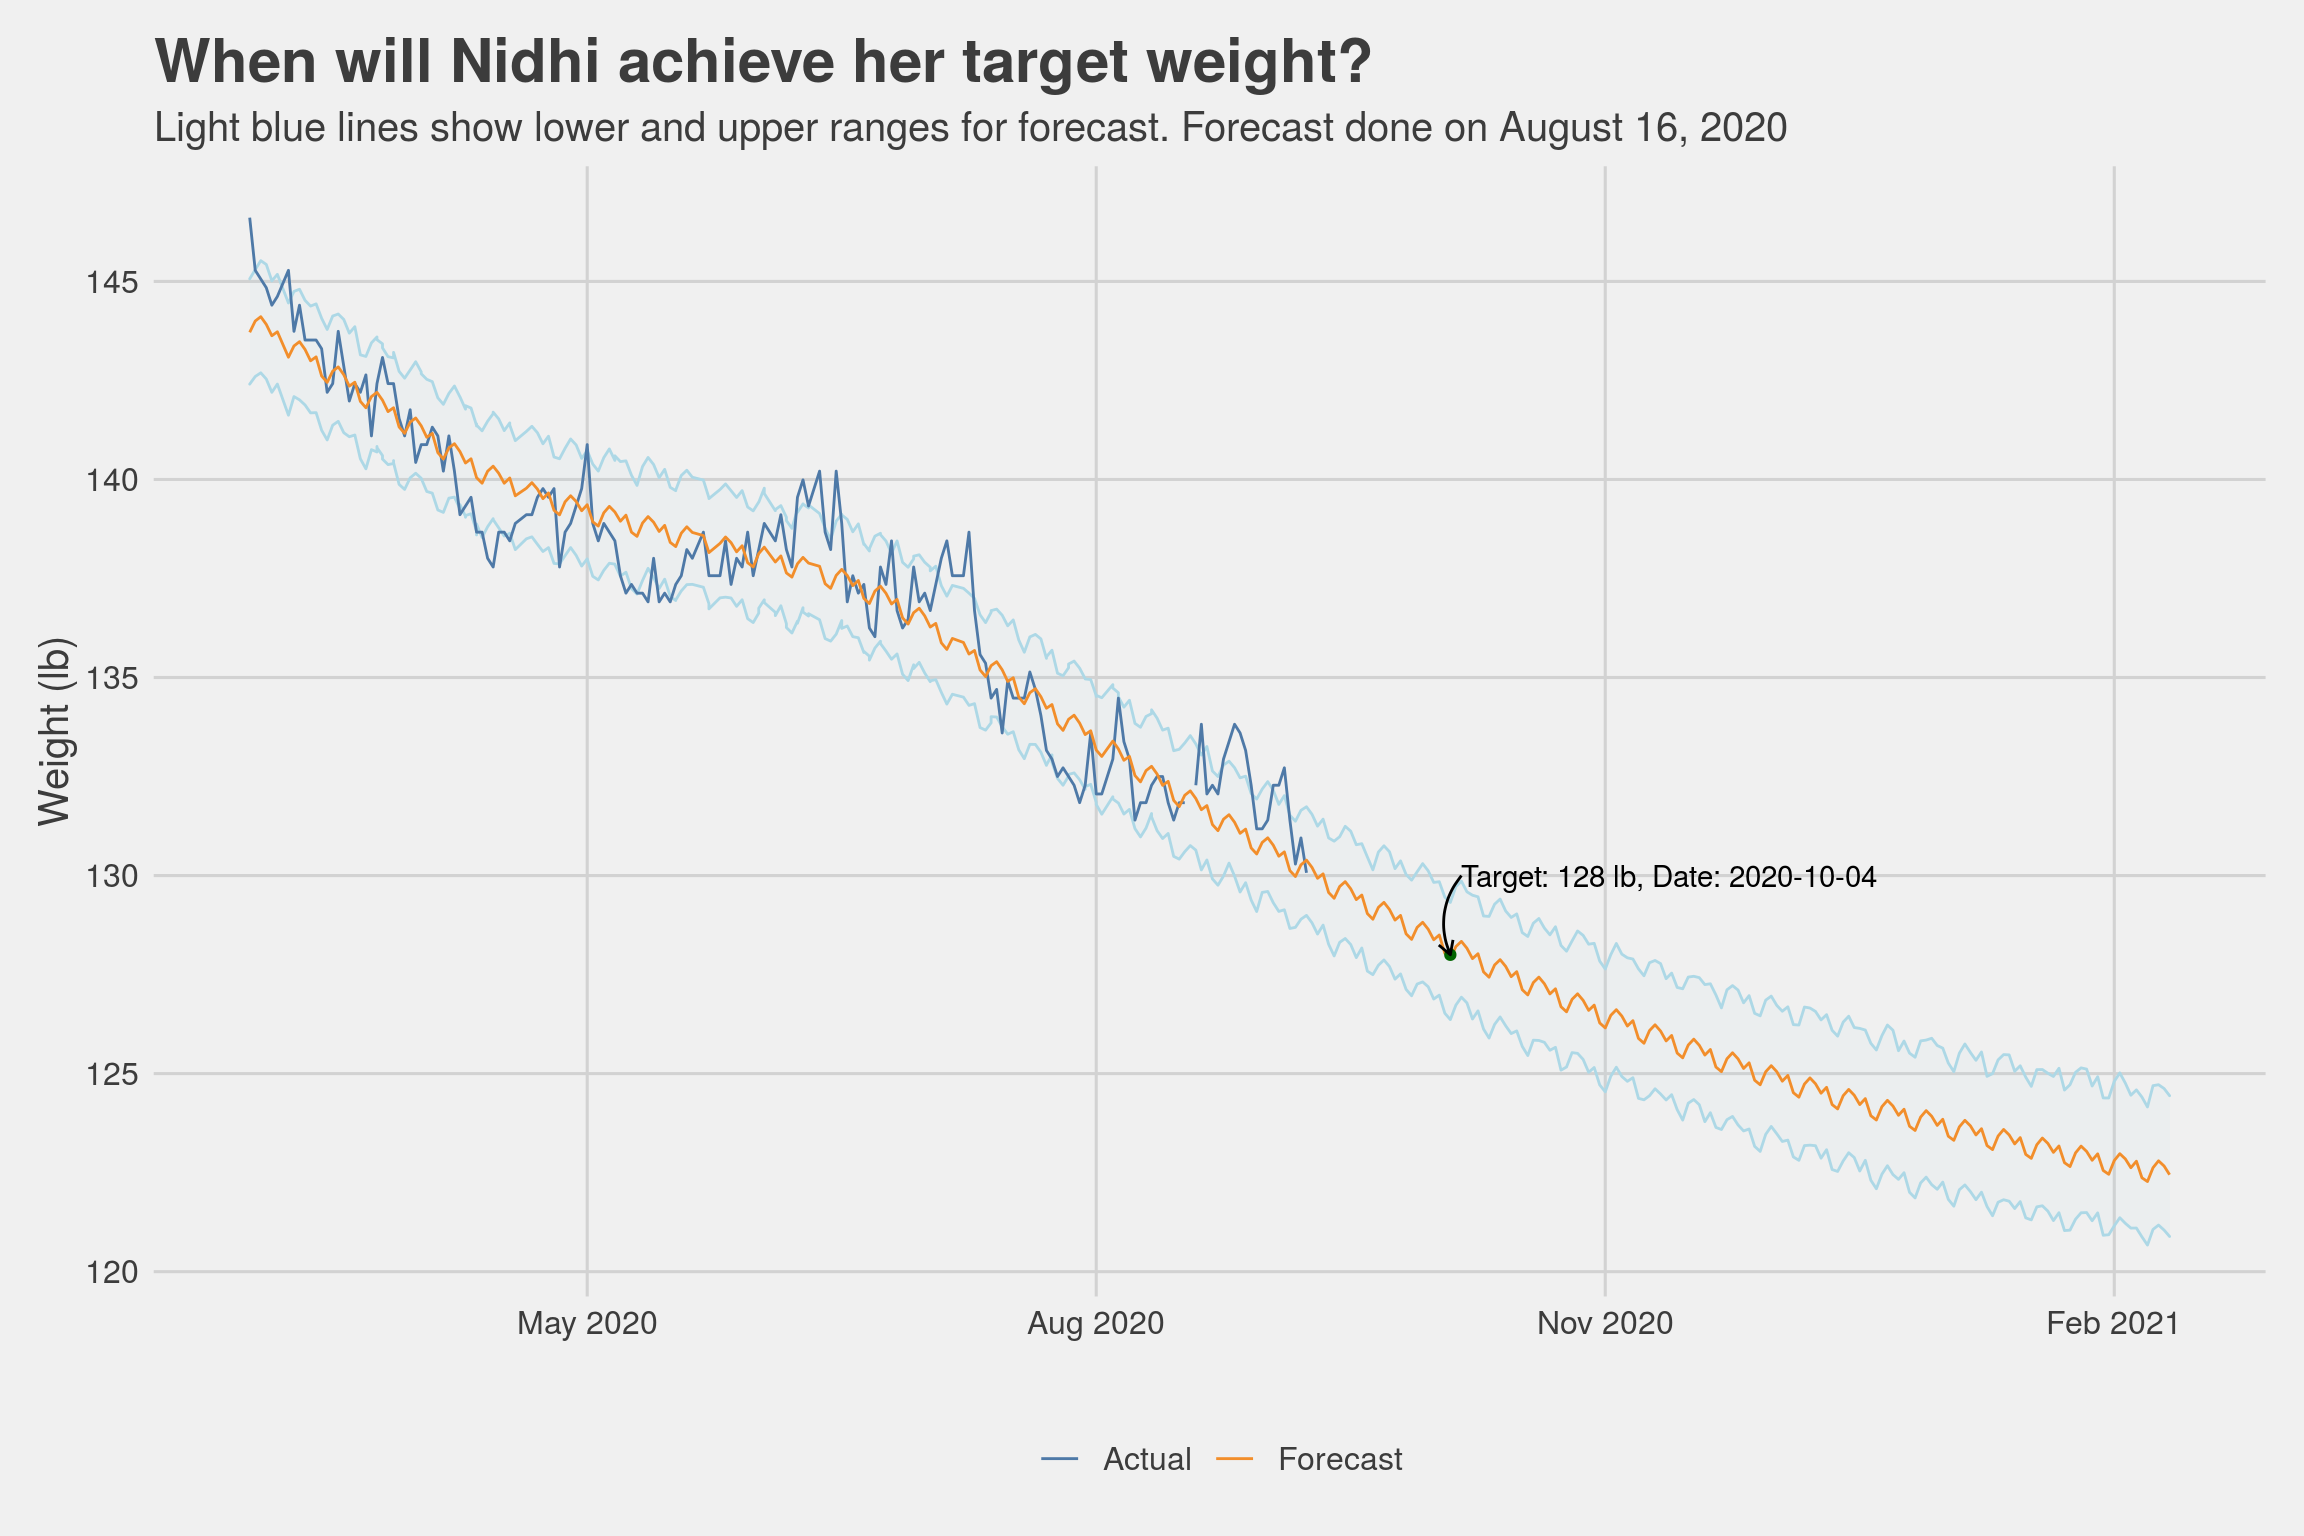 When will Nidhi achieve her target weight?
Light blue lines show lower and upper ranges for forecast. Forecast done on August 16, 2020
Weight (lb)
145
140
135
130
125
120
Target: 128 lb, Date: 2020-10-04
May 2020
Aug 2020
Nov 2020
Feb 2021
Actual
Forecast